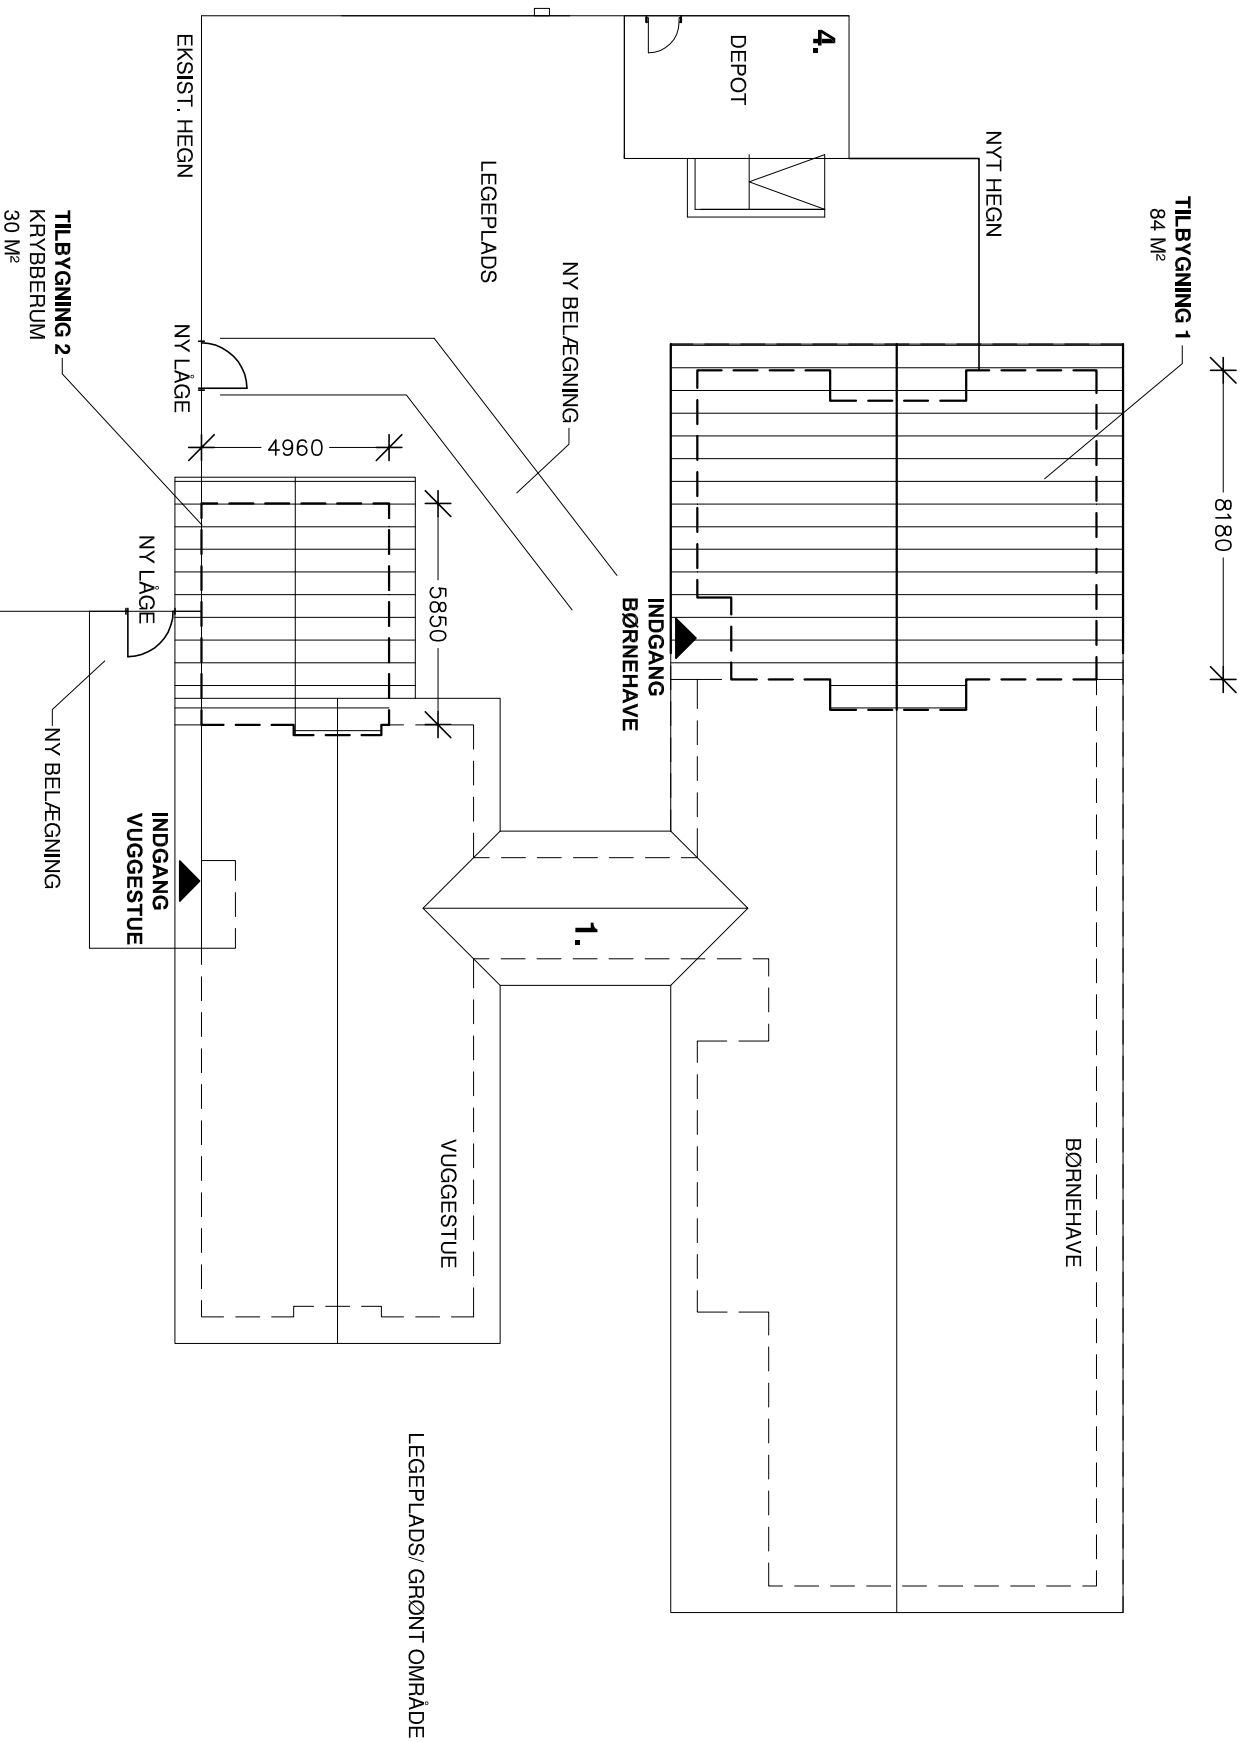 TILBYGNING 1
84 M²
8180
NYT HEGN
4.
DEPOT
LEGEPLADS
EKSIST. HEGN
NY BELÆGNING
NY LÅGE
TILBYGNING 2
KRYBBERUM
30 M²
4960
5850
NY LÅGE
NY BELÆGNING
INDGANG
BØRNEHAVE
INDGANG
VUGGESTUE
1.
BØRNEHAVE
VUGGESTUE
LEGEPLADS/ GRØNT OMRÅDE